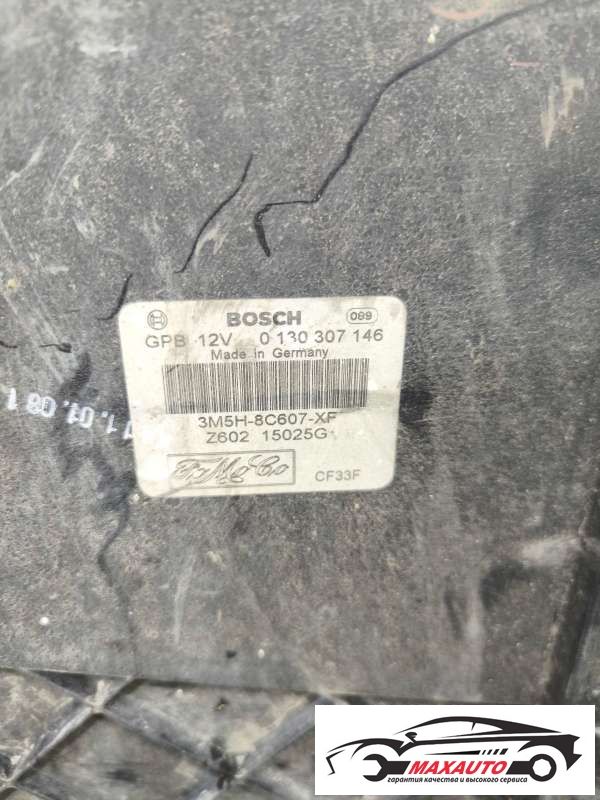 BOSCH 089
GPB 12V 0 130 307 146
Made in Germany
3M5H-8C607-XF
Z602 15025G
FoMoCo CF33F
MAXAUTO
гарантия качества и высокого сервиса